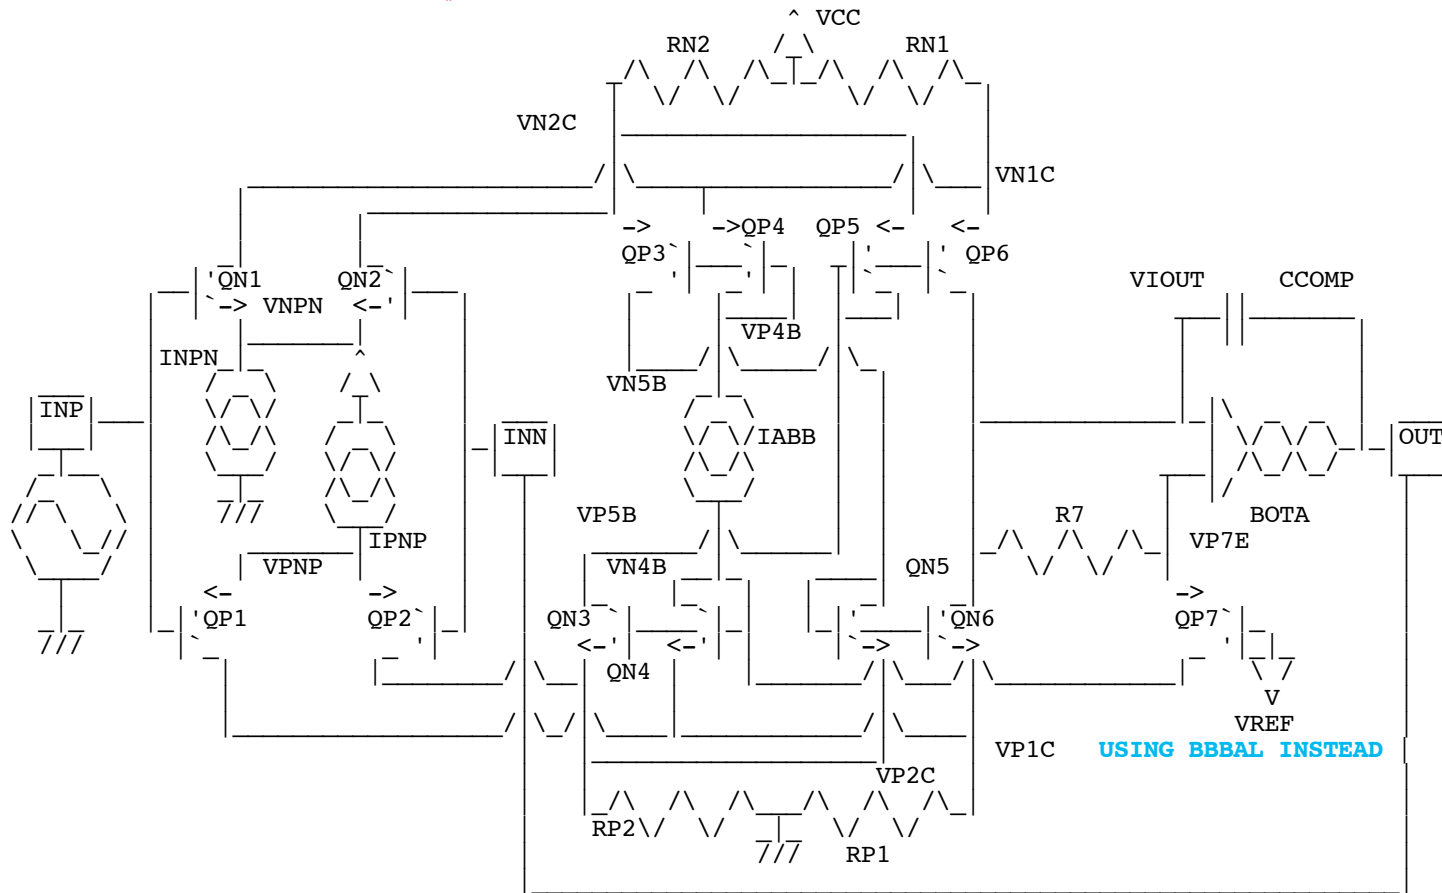 VCC
RN2 RN1
VN2C
VN1C
QP4 QP5
QP3 QP6
QN1 QN2 VIOUT CCOMP
VNPN
VP4B
INPN
VN5B
INP INN IABB OUT
VP5B R7 BOTA
IPNP VP7E
VPNP VN4B QN5
QP1 QP2 QN3 QN6 QP7
QN4
V
VREF
VP1C USING BBBAL INSTEAD
VP2C
RP2
RP1